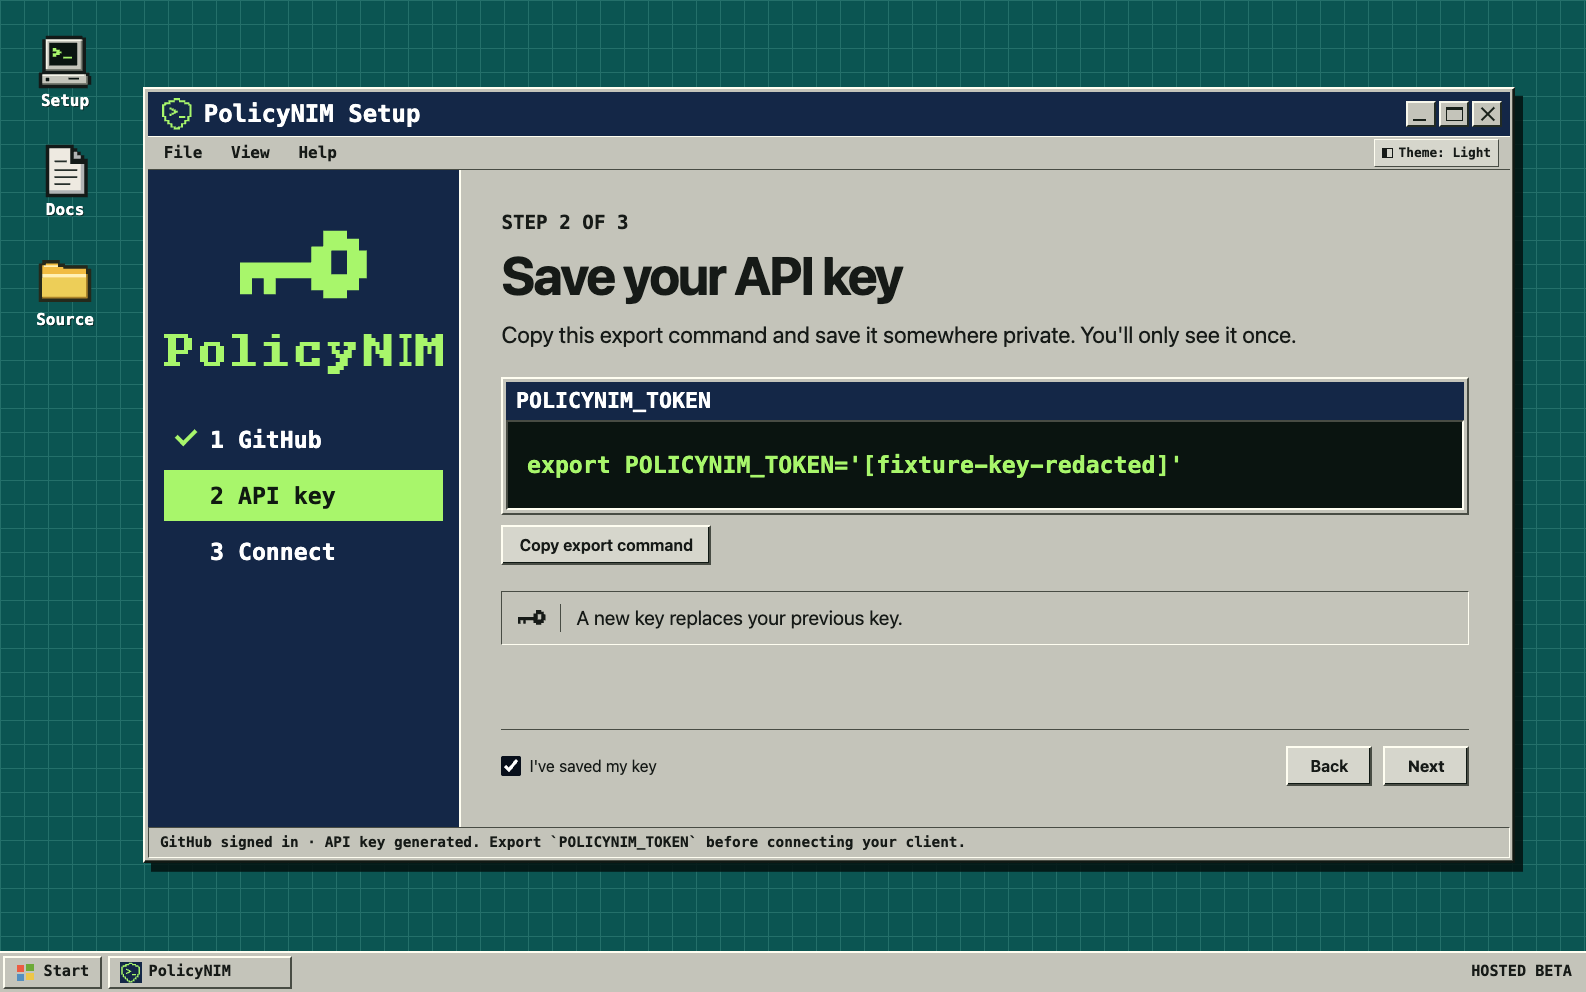 Setup
Docs
Source
PolicyNIM Setup
File View Help
Theme: Light
PolicyNIM
1 GitHub
2 API key
3 Connect
STEP 2 OF 3
Save your API key
Copy this export command and save it somewhere private. You'll only see it once.
POLICYNIM_TOKEN
export POLICYNIM_TOKEN='[fixture-key-redacted]'
Copy export command
A new key replaces your previous key.
I've saved my key
Back
Next
GitHub signed in · API key generated. Export `POLICYNIM_TOKEN` before connecting your client.
Start
PolicyNIM
HOSTED BETA